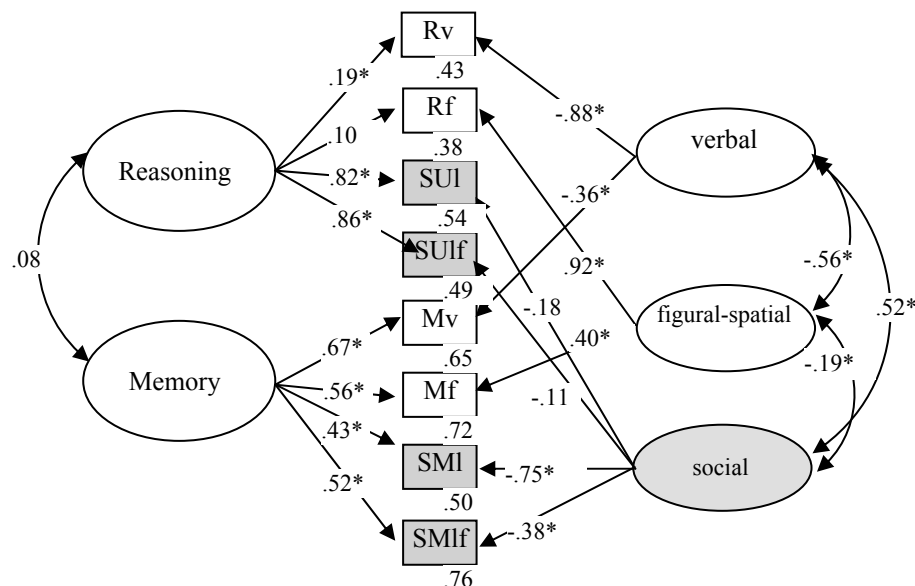 Rv
.43
.19*
-.88*
Rf
.10
.38
verbal
Reasoning
.82*
SUl
-.36*
.86*
.54
SUlf
.92*
-.56*
.08
.49
Mv
-.18
figural-spatial
.52*
.67*
.65
.40*
-.19*
Memory
.56*
Mf
-.11
.43*
.72
SMl
-.75*
social
.52*
.50
-.38*
SMlf
.76